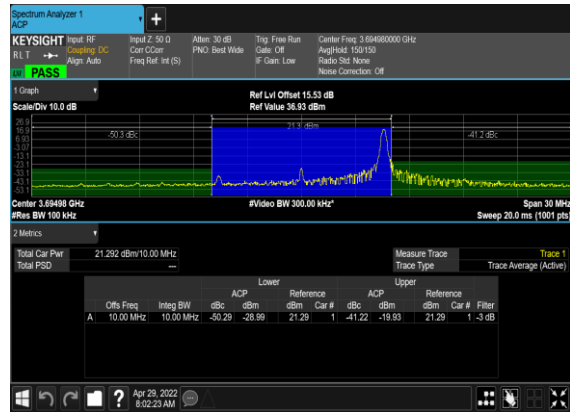 Spectrum Analyzer 1
ACP
+
KEYSIGHT Input: RF Input Z: 50 Ω Atten: 30 dB Trig: Free Run Center Freq: 3.694980000 GHz
RLT Coupling: DC Corr CCorr PNO: Best Wide Gate: Off Avg|Hold: 150/150
Align: Auto Freq Ref: Int (S) IF Gain: Low Radio Std: None
Noise Correction: Off
PASS
1 Graph
Ref Lvl Offset 15.53 dB
Scale/Div 10.0 dB Ref Value 36.93 dBm
26.9
16.9 -50.3 dBc 21.3 dBm -41.2 dBc
6.93
-3.07
-13.1
-23.1
-33.1
-43.1
-53.1
Center 3.69498 GHz #Video BW 300.00 kHz* Span 30 MHz
#Res BW 100 kHz Sweep 20.0 ms (1001 pts)
2 Metrics
Total Car Pwr 21.292 dBm/10.00 MHz Measure Trace Trace 1
Total PSD --- Trace Type Trace Average (Active)
Lower Upper
ACP Reference ACP Reference
Offs Freq Integ BW dBc dBm dBm Car # dBc dBm dBm Car # Filter
A 10.00 MHz 10.00 MHz -50.29 -28.99 21.29 1 -41.22 -19.93 21.29 1 -3 dB
?
Apr 29, 2022
8:02:23 AM